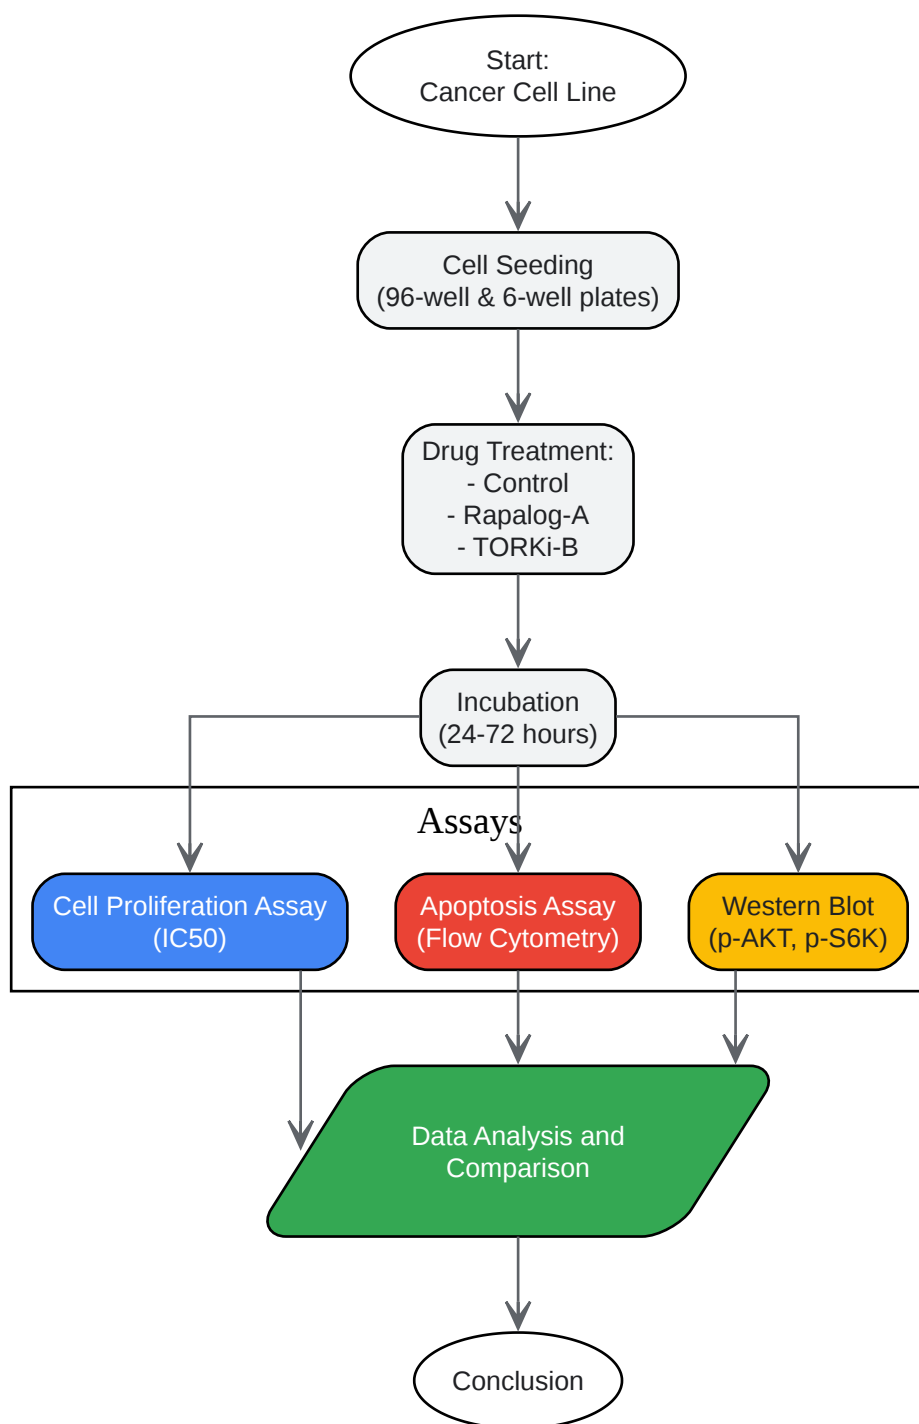 Start:
Cancer Cell Line
Cell Seeding
(96-well & 6-well plates)
Drug Treatment:
- Control
- Rapalog-A
- TORKi-B
Incubation
(24-72 hours)
Assays
Cell Proliferation Assay
(IC50)
Apoptosis Assay
(Flow Cytometry)
Western Blot
(p-AKT, p-S6K)
Data Analysis and
Comparison
Conclusion